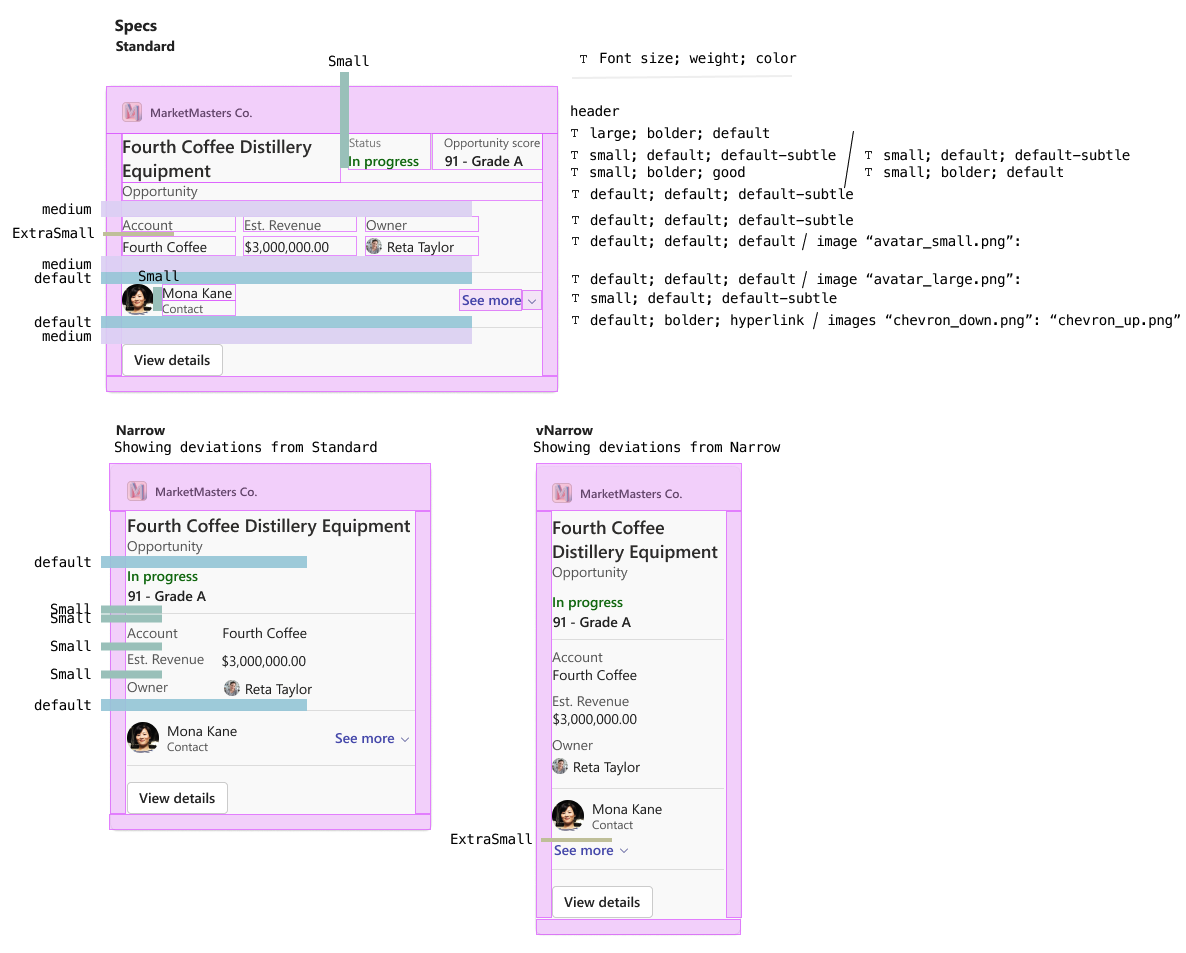 Specs
Standard
Small
T Font size; weight; color
MarketMasters Co.
header
Fourth Coffee Distillery
Equipment
Status
In progress
Opportunity score
91 - Grade A
Opportunity
T large; bolder; default
T small; default; default-subtle / T small; default; default-subtle
T small; bolder; good T small; bolder; default
T default; default; default-subtle
medium
Account Est. Revenue Owner
T default; default; default-subtle
ExtraSmall
Fourth Coffee $3,000,000.00 Reta Taylor
T default; default; default / image “avatar_small.png”:
medium
default
Small
T default; default; default / image “avatar_large.png”:
Mona Kane
Contact
See more
T small; default; default-subtle
default
T default; bolder; hyperlink / images “chevron_down.png”: “chevron_up.png”
medium
View details
Narrow
Showing deviations from Standard
MarketMasters Co.
Fourth Coffee Distillery Equipment
Opportunity
default
In progress
91 - Grade A
Small
Small
Account Fourth Coffee
Small
Est. Revenue $3,000,000.00
Small
Owner Reta Taylor
default
Mona Kane
Contact
See more
View details
vNarrow
Showing deviations from Narrow
MarketMasters Co.
Fourth Coffee
Distillery Equipment
Opportunity
In progress
91 - Grade A
Account
Fourth Coffee
Est. Revenue
$3,000,000.00
Owner
Reta Taylor
Mona Kane
Contact
ExtraSmall
See more
View details